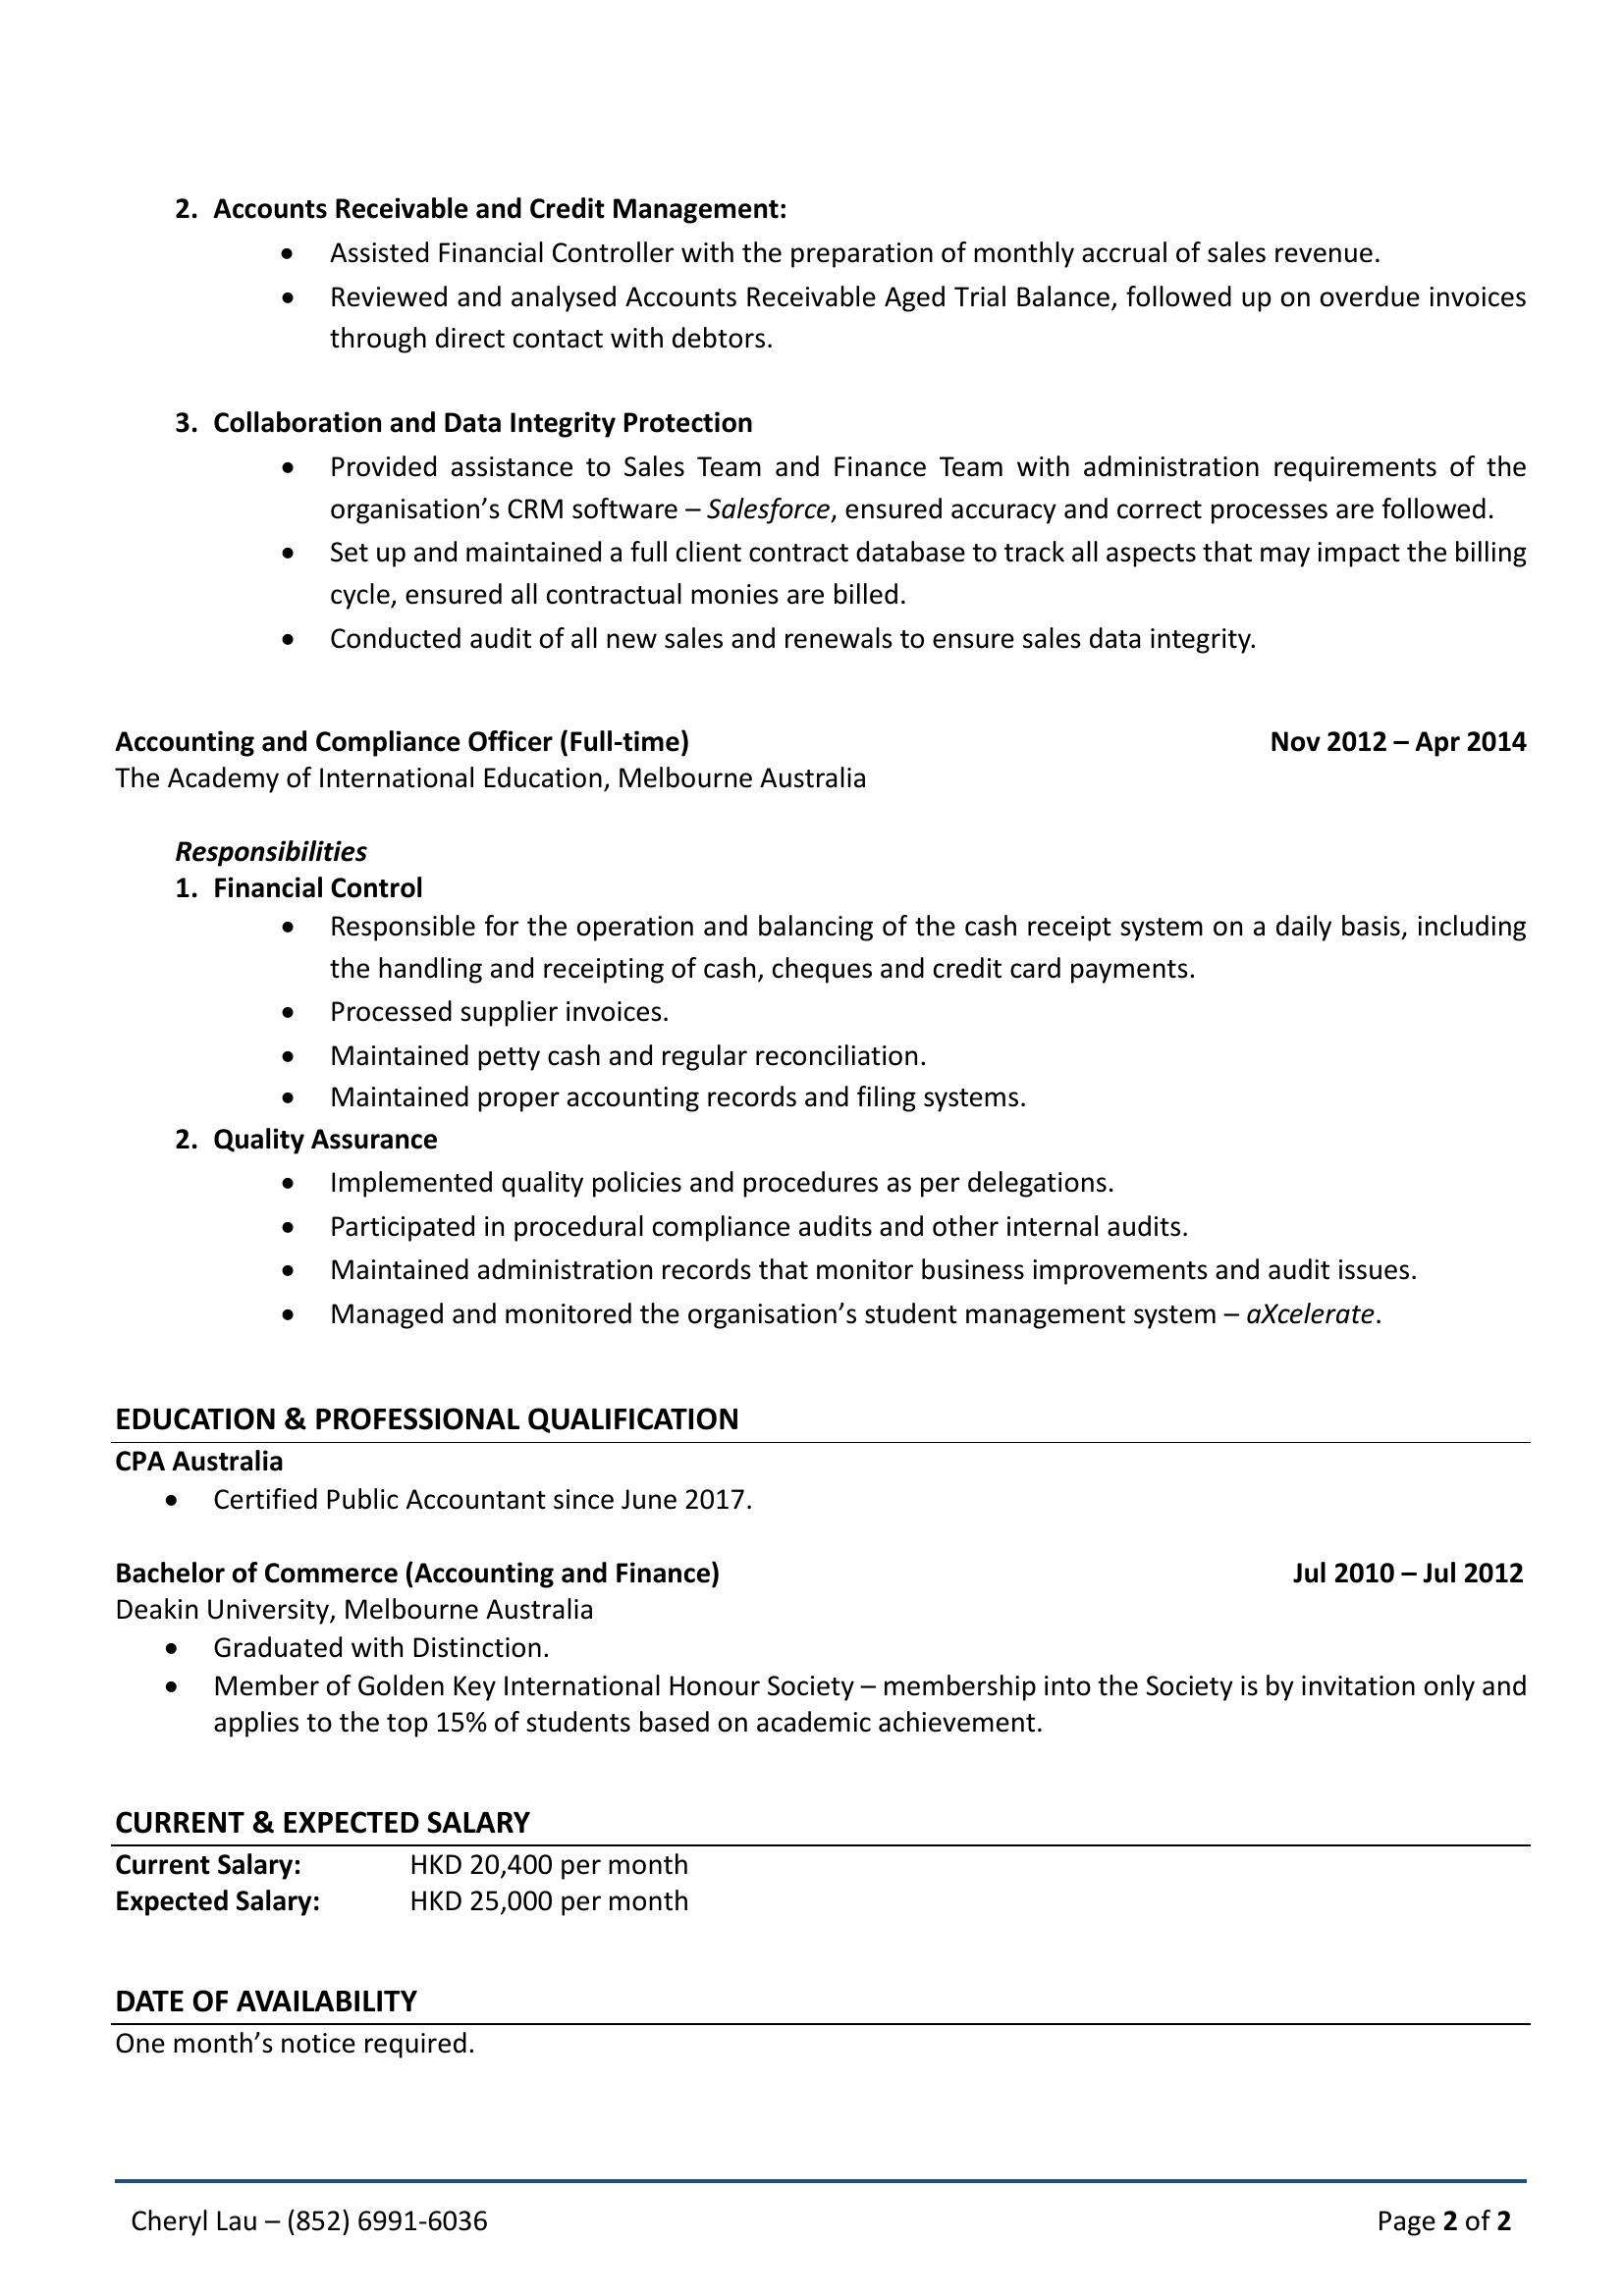 2. Accounts Receivable and Credit Management:
• Assisted Financial Controller with the preparation of monthly accrual of sales revenue.
• Reviewed and analysed Accounts Receivable Aged Trial Balance, followed up on overdue invoices
through direct contact with debtors.
3. Collaboration and Data Integrity Protection
• Provided assistance to Sales Team and Finance Team with administration requirements of the
organisation’s CRM software – Salesforce, ensured accuracy and correct processes are followed.
• Set up and maintained a full client contract database to track all aspects that may impact the billing
cycle, ensured all contractual monies are billed.
• Conducted audit of all new sales and renewals to ensure sales data integrity.
Accounting and Compliance Officer (Full-time) Nov 2012 – Apr 2014
The Academy of International Education, Melbourne Australia
Responsibilities
1. Financial Control
• Responsible for the operation and balancing of the cash receipt system on a daily basis, including
the handling and receipting of cash, cheques and credit card payments.
• Processed supplier invoices.
• Maintained petty cash and regular reconciliation.
• Maintained proper accounting records and filing systems.
2. Quality Assurance
• Implemented quality policies and procedures as per delegations.
• Participated in procedural compliance audits and other internal audits.
• Maintained administration records that monitor business improvements and audit issues.
• Managed and monitored the organisation’s student management system – aXcelerate.
EDUCATION & PROFESSIONAL QUALIFICATION
CPA Australia
• Certified Public Accountant since June 2017.
Bachelor of Commerce (Accounting and Finance) Jul 2010 – Jul 2012
Deakin University, Melbourne Australia
• Graduated with Distinction.
• Member of Golden Key International Honour Society – membership into the Society is by invitation only and
applies to the top 15% of students based on academic achievement.
CURRENT & EXPECTED SALARY
Current Salary: HKD 20,400 per month
Expected Salary: HKD 25,000 per month
DATE OF AVAILABILITY
One month’s notice required.
Cheryl Lau – (852) 6991-6036 Page 2 of 2